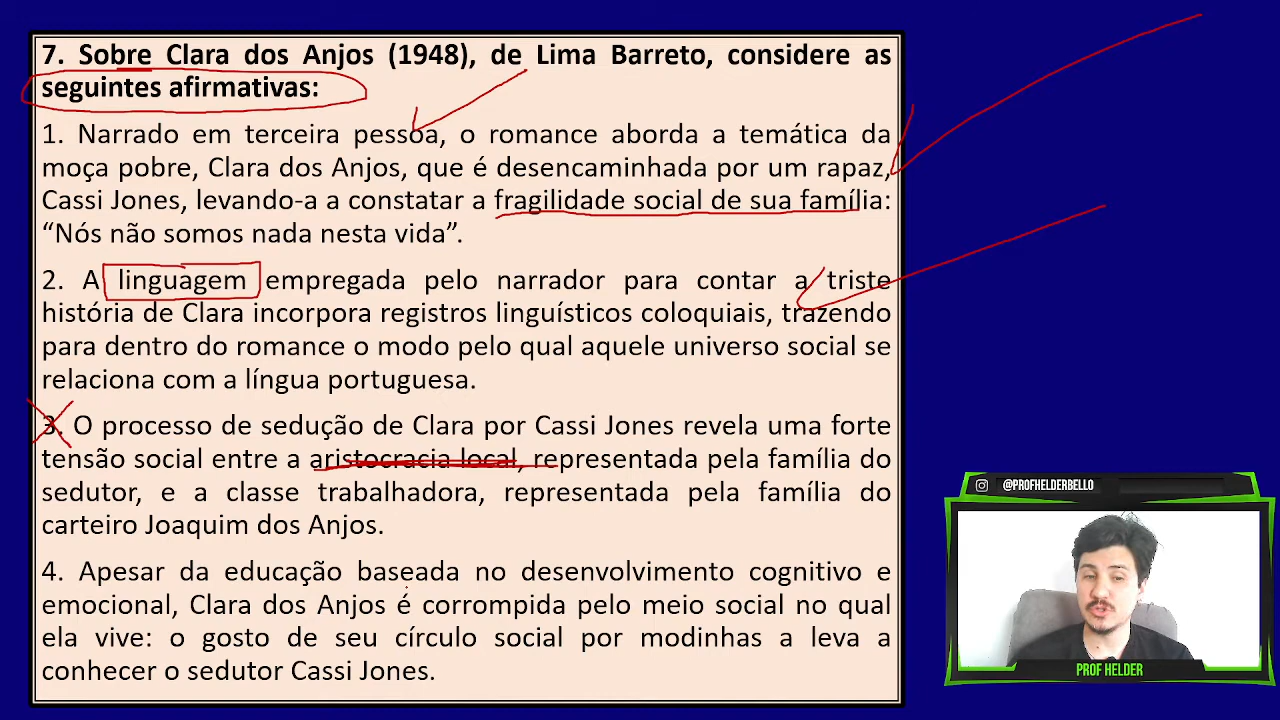 7. Sobre Clara dos Anjos (1948), de Lima Barreto, considere as
seguintes afirmativas:
1. Narrado em terceira pessoa, o romance aborda a temática da
moça pobre, Clara dos Anjos, que é desencaminhada por um rapaz,
Cassi Jones, levando-a a constatar a fragilidade social de sua família:
“Nós não somos nada nesta vida”.
2. A linguagem empregada pelo narrador para contar a triste
história de Clara incorpora registros linguísticos coloquiais, trazendo
para dentro do romance o modo pelo qual aquele universo social se
relaciona com a língua portuguesa.
3. O processo de sedução de Clara por Cassi Jones revela uma forte
tensão social entre a aristocracia local, representada pela família do
sedutor, e a classe trabalhadora, representada pela família do
carteiro Joaquim dos Anjos.
4. Apesar da educação baseada no desenvolvimento cognitivo e
emocional, Clara dos Anjos é corrompida pelo meio social no qual
ela vive: o gosto de seu círculo social por modinhas a leva a
conhecer o sedutor Cassi Jones.
@PROFHELDERBELLO
PROF HELDER